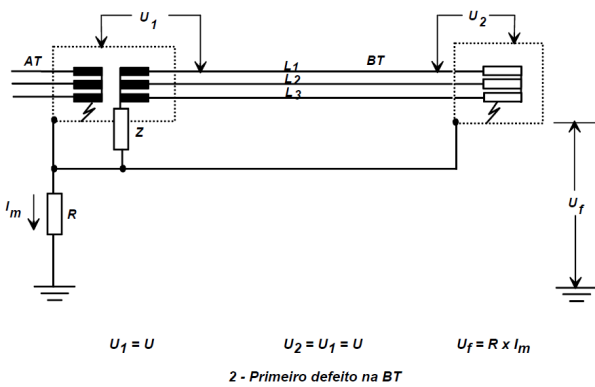 U1
U2
AT
L1
BT
L2
L3
Z
Im
R
Uf
U1 = U
U2 = U1 = U
Uf = R x Im
2 - Primeiro defeito na BT